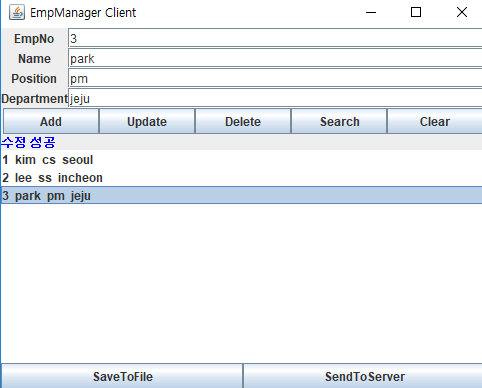 EmpManager Client
EmpNo 3
Name park
Position pm
Department jeju
Add Update Delete Search Clear
수정 성공
1 kim cs seoul
2 lee ss incheon
3 park pm jeju
SaveToFile SendToServer